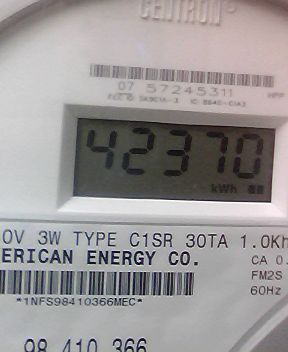 CENTRON®
07 57245311
42370
kWh
0V 3W TYPE C1SR 30TA 1.0Kh
ERICAN ENERGY CO.
CA 0.
FM2S
60Hz
*1NFS98410366MEC*
98 410 366